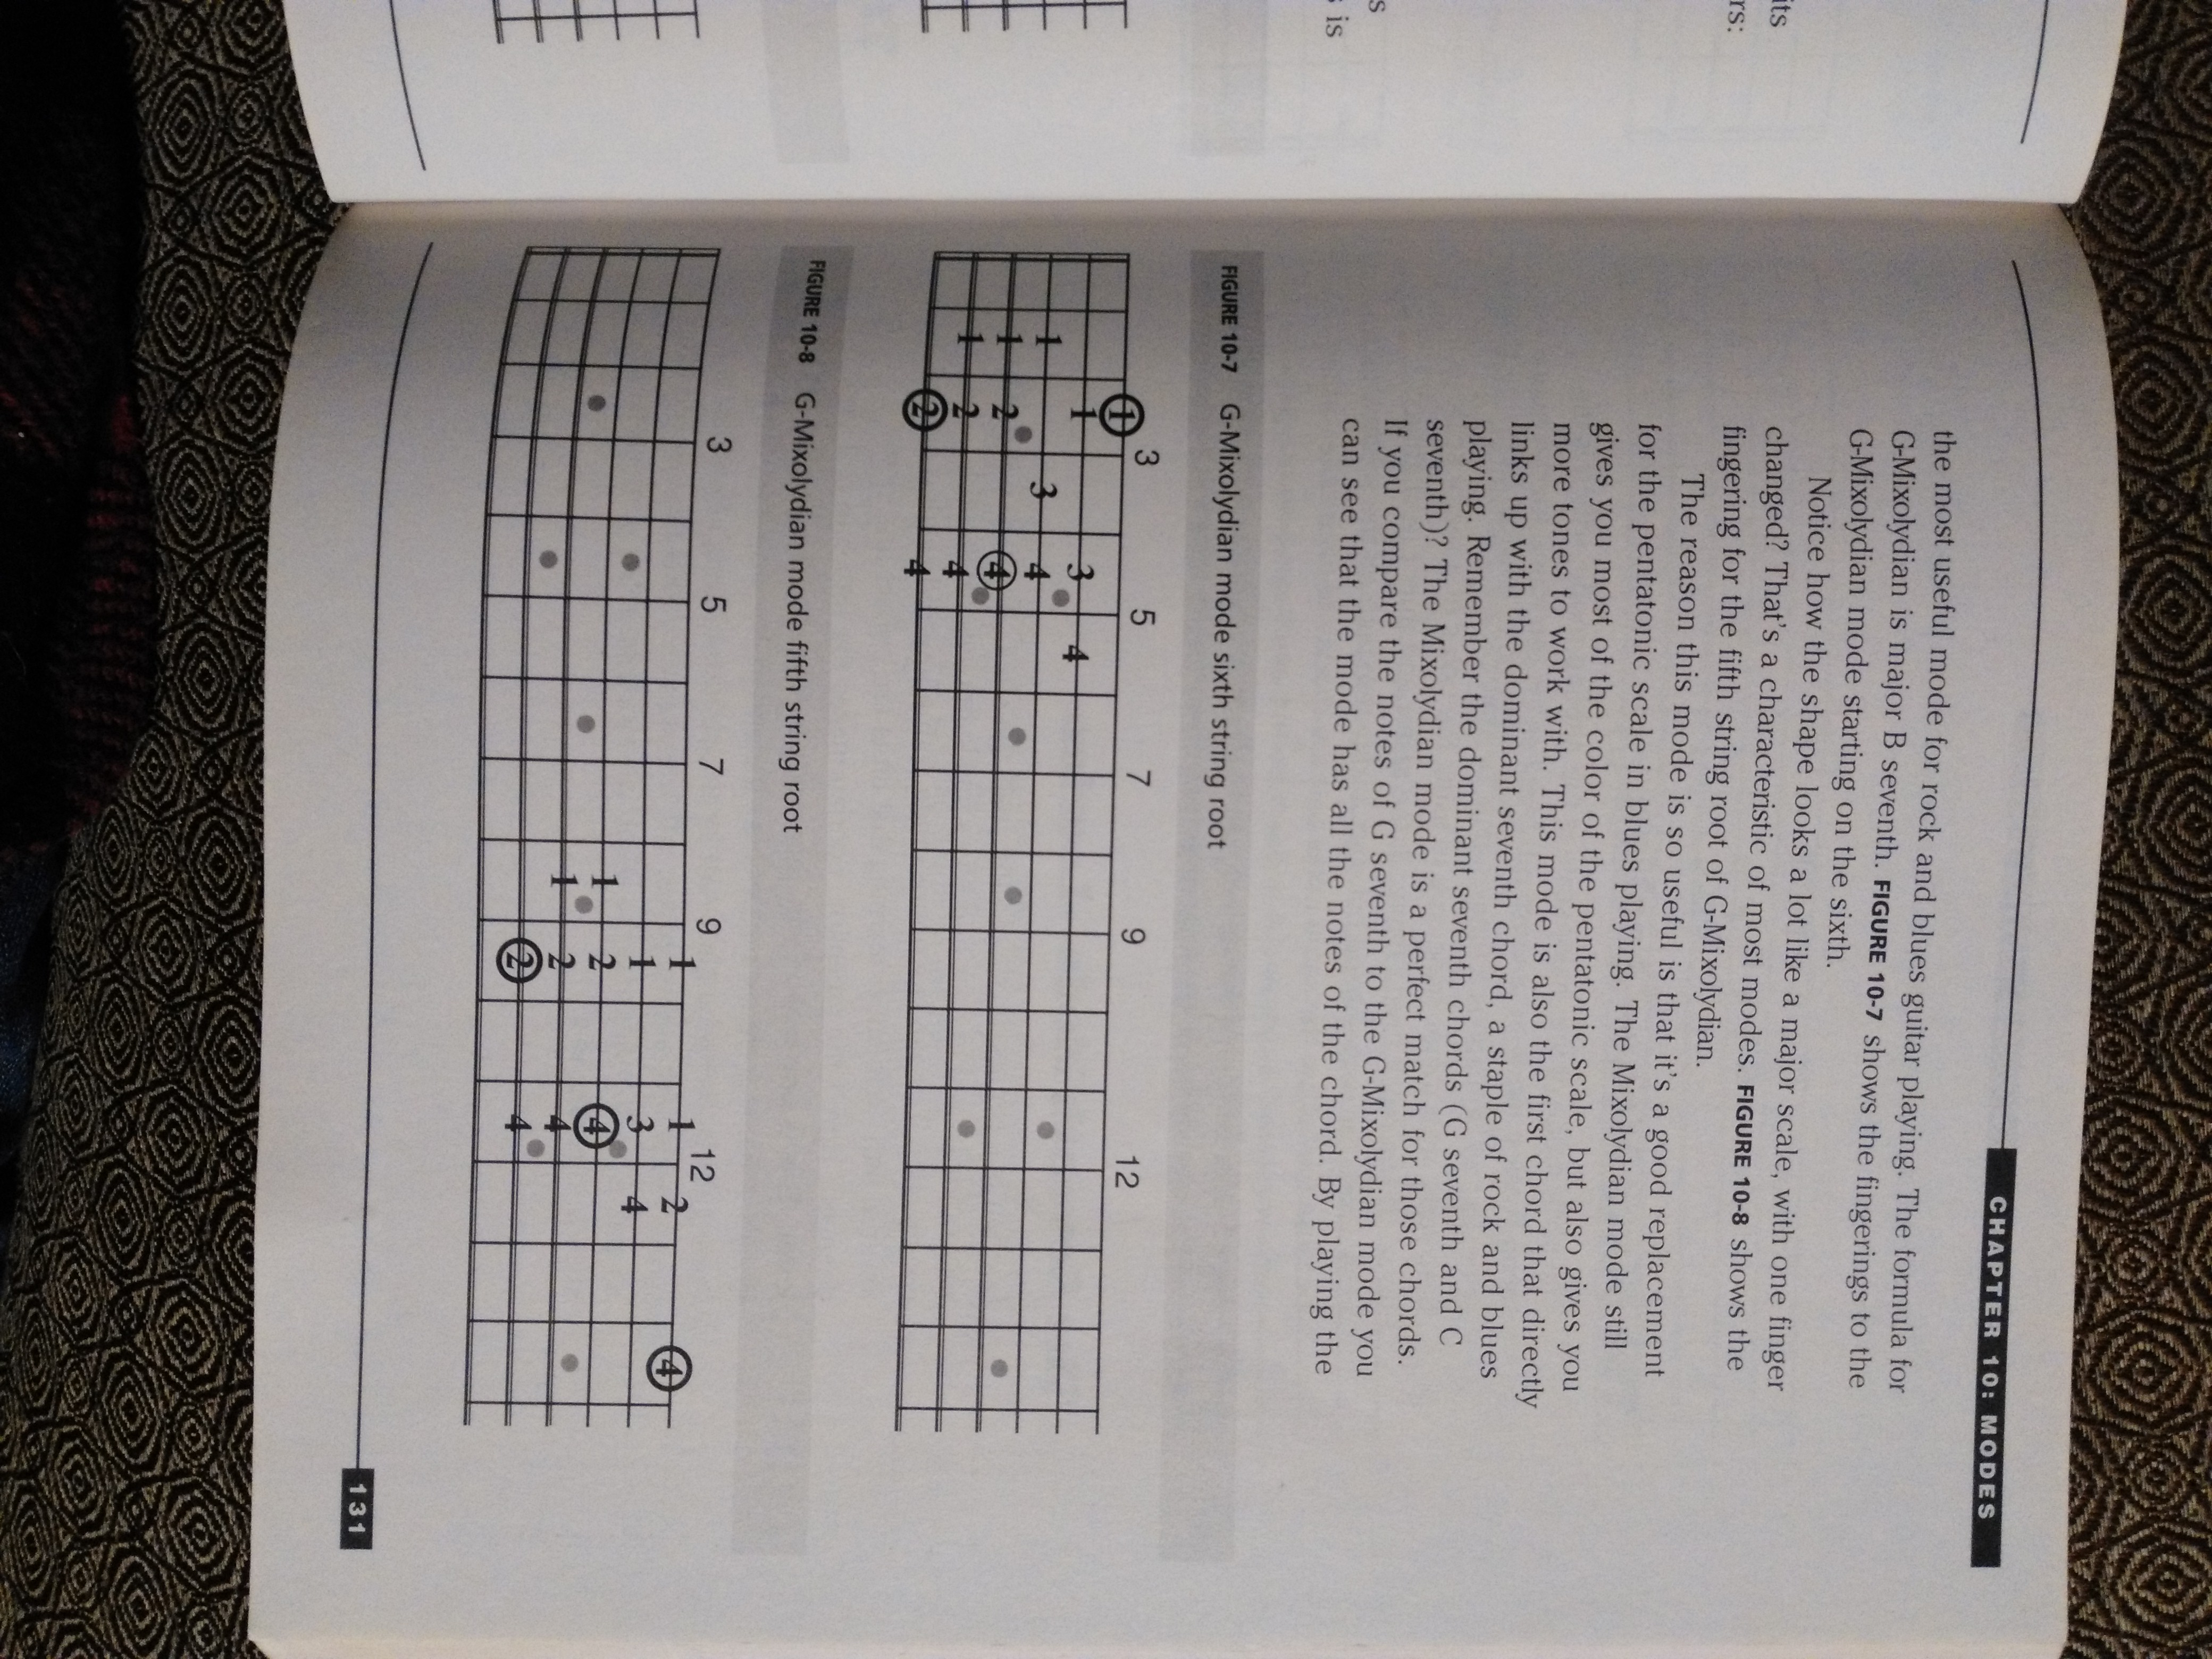 its
rs:
s
is
CHAPTER 10: MODES
the most useful mode for rock and blues guitar playing. The formula for
G-Mixolydian is major B seventh. FIGURE 10-7 shows the fingerings to the
G-Mixolydian mode starting on the sixth.
Notice how the shape looks a lot like a major scale, with one finger
changed? That's a characteristic of most modes. FIGURE 10-8 shows the
fingering for the fifth string root of G-Mixolydian.
The reason this mode is so useful is that it's a good replacement
for the pentatonic scale in blues playing. The Mixolydian mode still
gives you most of the color of the pentatonic scale, but also gives you
more tones to work with. This mode is also the first chord that directly
links up with the dominant seventh chord, a staple of rock and blues
playing. Remember the dominant seventh chords (G seventh and C
seventh)? The Mixolydian mode is a perfect match for those chords.
If you compare the notes of G seventh to the G-Mixolydian mode you
can see that the mode has all the notes of the chord. By playing the
FIGURE 10-7 G-Mixolydian mode sixth string root
3 5 7 9 12
1
1 3 4
1 3 4
1 2 4
1 2 4
2 4
FIGURE 10-8 G-Mixolydian mode fifth string root
3 5 7 9 12
1 1 2 4
1 3 4
1 2 4
1 2 4
2 4
131